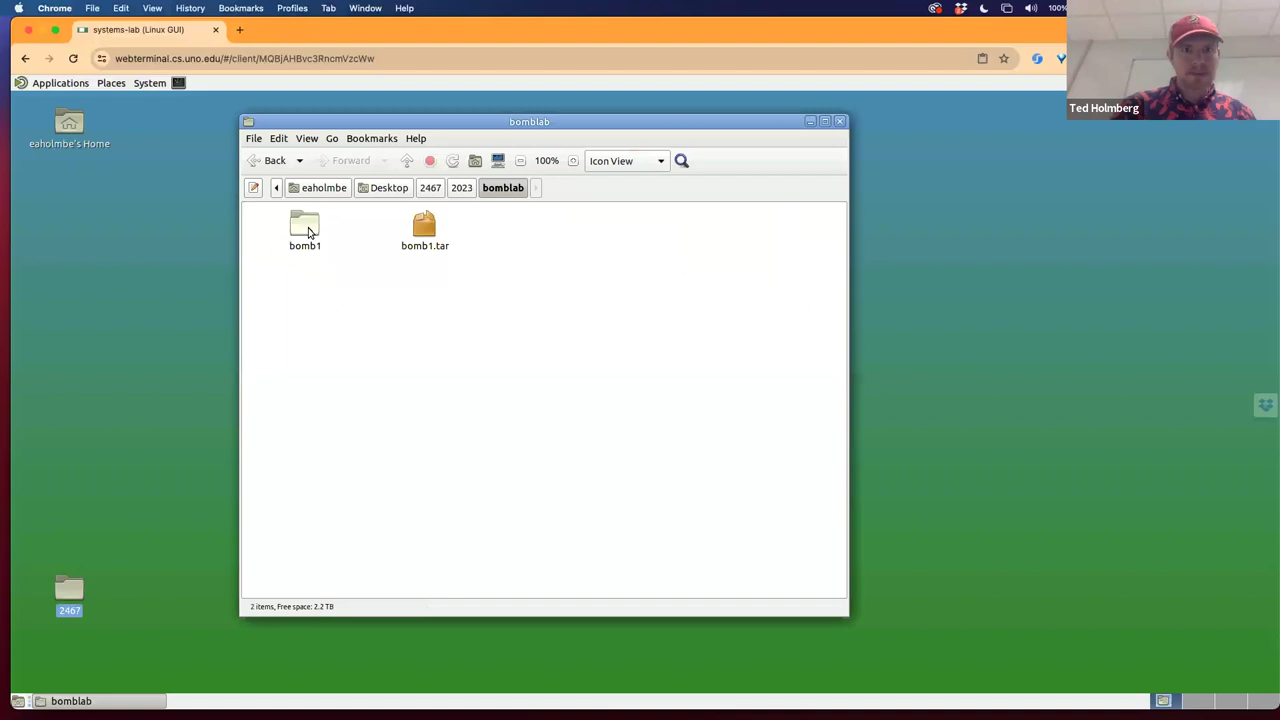 Chrome File Edit View History Bookmarks Profiles Tab Window Help 100%
systems-lab (Linux GUI)
webterminal.cs.uno.edu/#/client/MQBjAHBvc3RncmVzcWw
Ted Holmberg
Applications Places System
eaholmbe's Home
bomblab
File Edit View Go Bookmarks Help
Back Forward 100% Icon View
eaholmbe Desktop 2467 2023 bomblab
bomb1 bomb1.tar
2 items, Free space: 2.2 TB
2467
bomblab